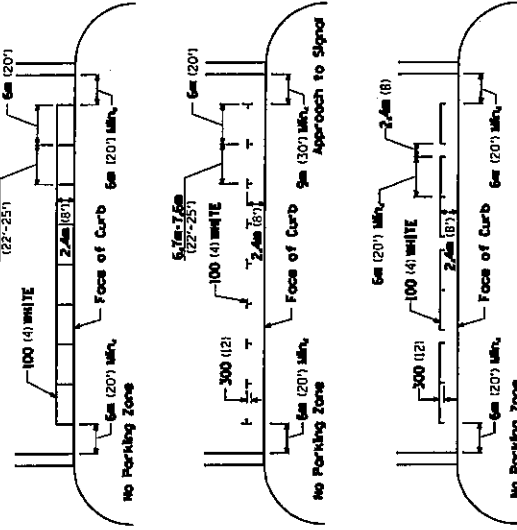 (22'-25')
6m (20')
100 (4) WHITE
2.4m (8')
Face of Curb
6m (20') Min.
6m (20') Min.
No Parking Zone
6.7m-7.6m
(22'-25')
6m (20')
100 (4) WHITE
300 (12)
2.4m (8')
Face of Curb
6m (20') Min.
9m (30') Min.
Approach to Signal
No Parking Zone
6m (20') Min.
2.4m (8)
100 (4) WHITE
300 (12)
2.4m (8')
Face of Curb
6m (20') Min.
6m (20') Min.
No Parking Zone